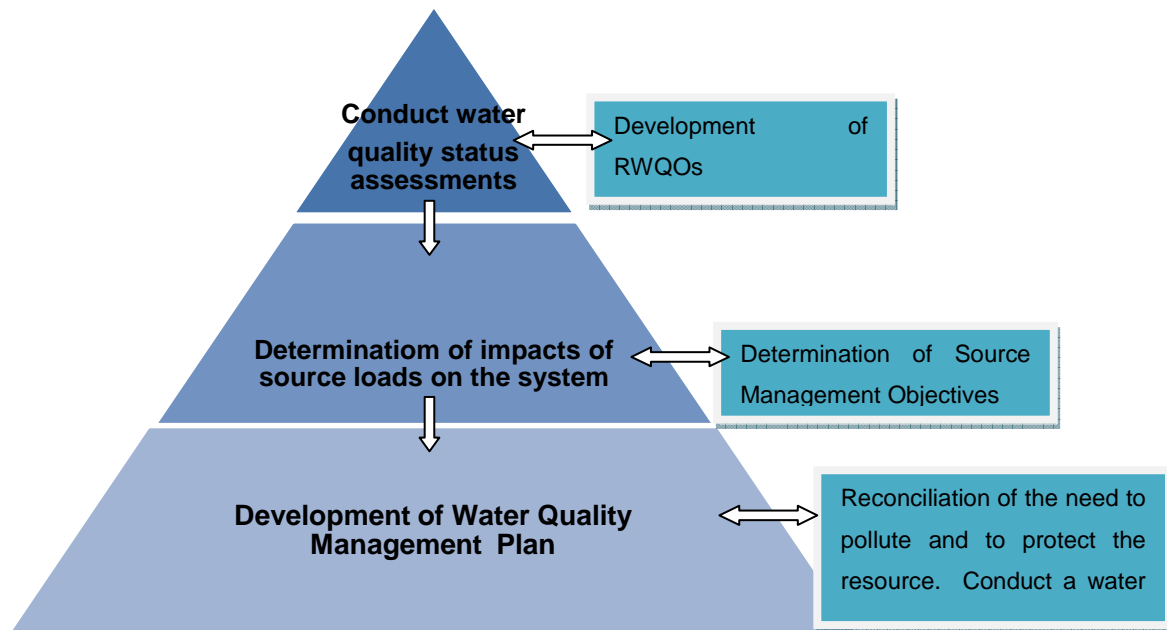 Conduct water
quality status
assessments
Development of
RWQOs
Determinatiom of impacts of
source loads on the system
Determination of Source
Management Objectives
Development of Water Quality
Management Plan
Reconciliation of the need to
pollute and to protect the
resource. Conduct a water